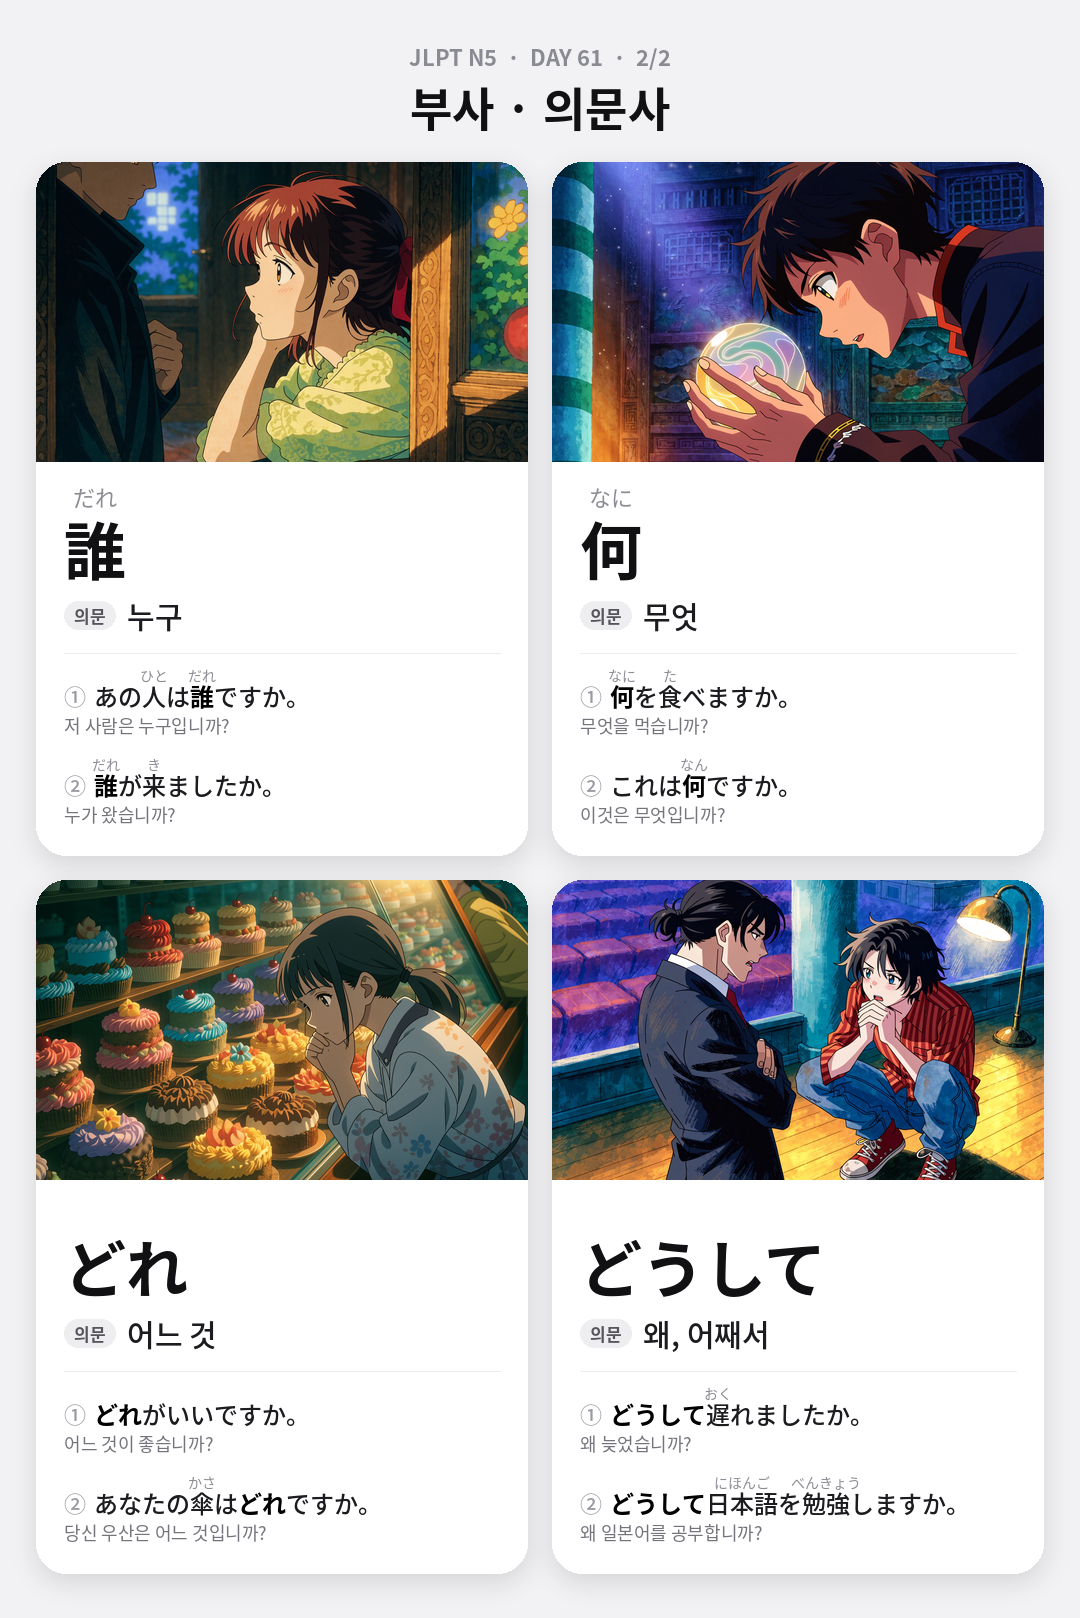 JLPT N5 · DAY 61 · 2/2
부사 · 의문사
だれ
誰
의문 누구
ひと だれ
① あの人は誰ですか。
저 사람은 누구입니까?
だれ き
② 誰が来ましたか。
누가 왔습니까?
なに
何
의문 무엇
なに た
① 何を食べますか。
무엇을 먹습니까?
なん
② これは何ですか。
이것은 무엇입니까?
どれ
의문 어느 것
① どれがいいですか。
어느 것이 좋습니까?
かさ
② あなたの傘はどれですか。
당신 우산은 어느 것입니까?
どうして
의문 왜, 어째서
おく
① どうして遅れましたか。
왜 늦었습니까?
にほんご べんきょう
② どうして日本語を勉強しますか。
왜 일본어를 공부합니까?